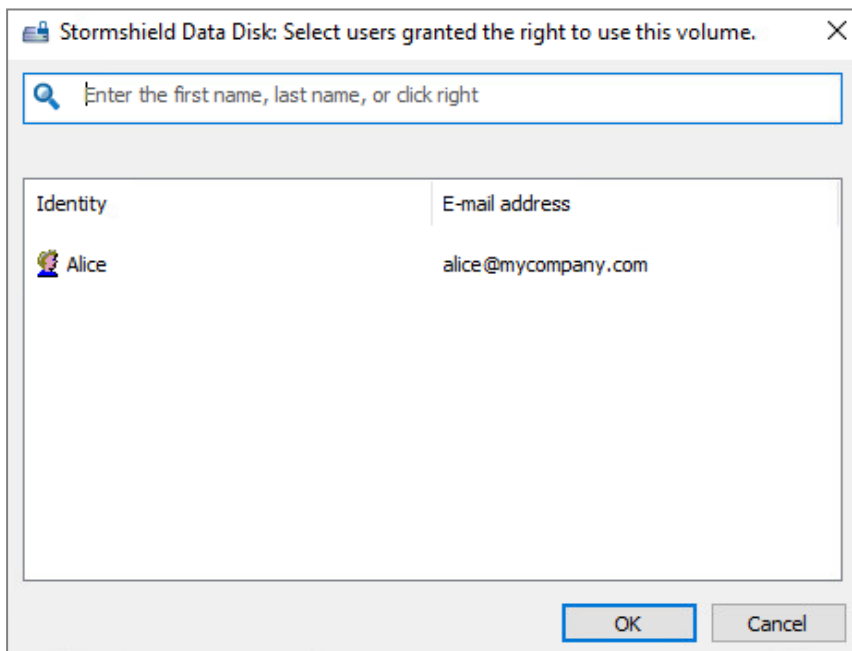 Stormshield Data Disk: Select users granted the right to use this volume.
Enter the first name, last name, or click right
Identity E-mail address
Alice alice@mycompany.com
OK Cancel